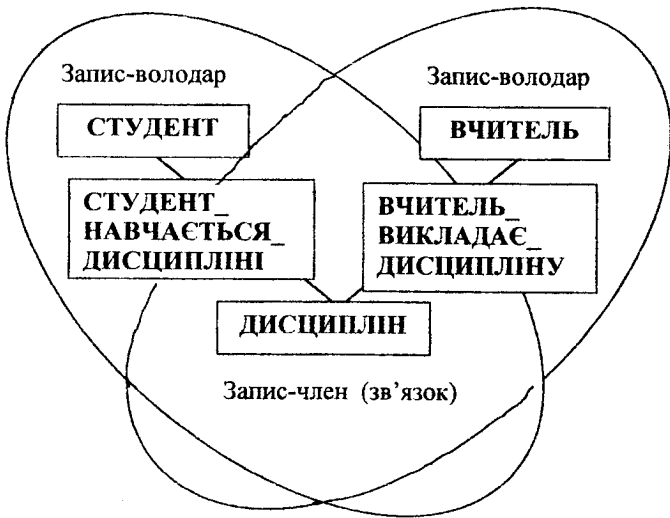 Запис-володар
Запис-володар
СТУДЕНТ
ВЧИТЕЛЬ
СТУДЕНТ_
НАВЧАЄТЬСЯ_
ДИСЦИПЛІНІ
ВЧИТЕЛЬ_
ВИКЛАДАЄ_
ДИСЦИПЛІНУ
ДИСЦИПЛІН
Запис-член (зв’язок)